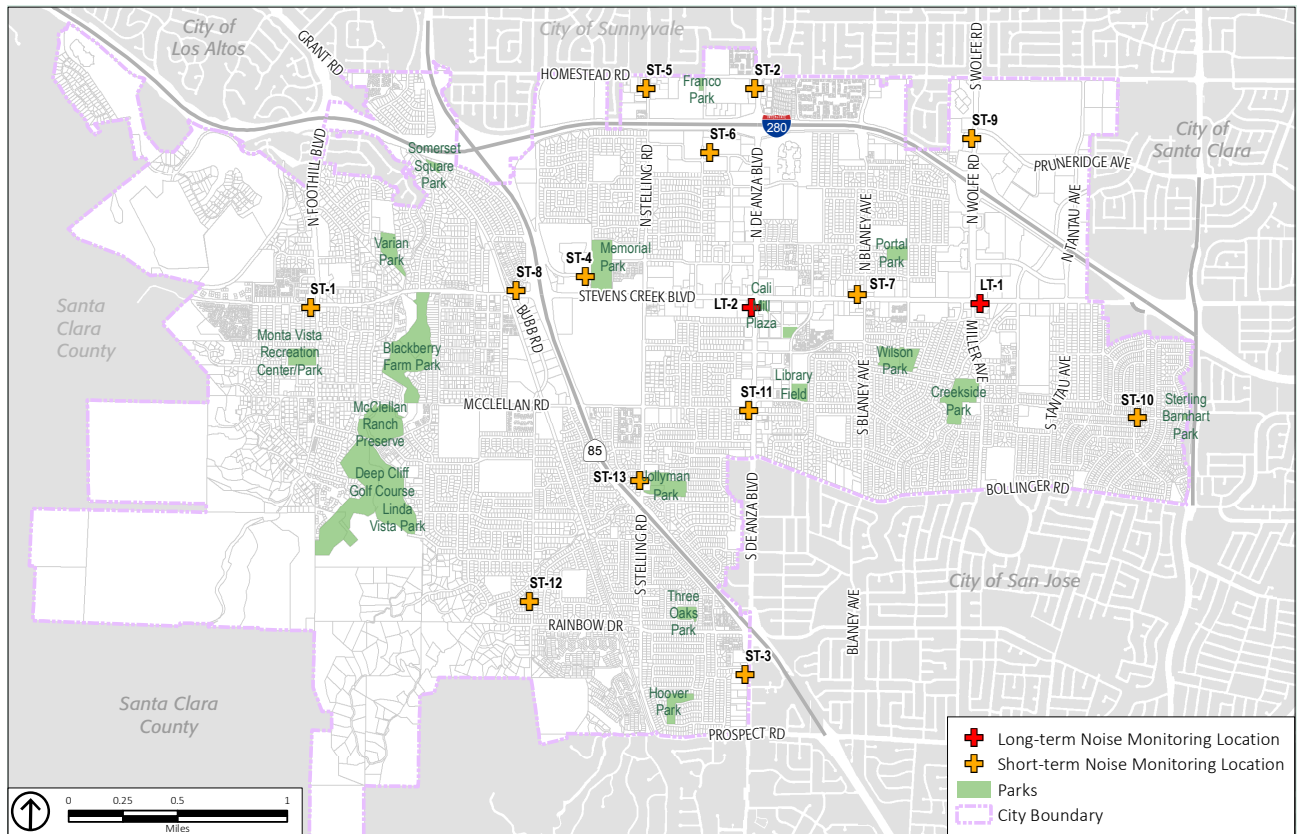 City of
Los Altos
GRANT RD
City of Sunnyvale
HOMESTEAD RD
ST-5
Franco
Park
ST-2
S WOLFE RD
INTERSTATE
280
ST-9
City of
Santa Clara
N FOOTHILL BLVD
Somerset
Square
Park
N STELLING RD
ST-6
N DE ANZA BLVD
PRUNERIDGE AVE
N WOLFE RD
N TANTAU AVE
Varian
Park
N BLANEY AVE
Portal
Park
ST-4
Memorial
Park
ST-8
STEVENS CREEK BLVD
Cali
Mill
Plaza
LT-2
ST-7
LT-1
ST-1
Santa
Clara
County
Monta Vista
Recreation
Center/Park
BUBB RD
Blackberry
Farm Park
MILLER AVE
Wilson
Park
S BLANEY AVE
Library
Field
Creekside
Park
S TANTAU AVE
McClellan
Ranch
Preserve
MCCLELLAN RD
ST-11
ST-10
Sterling
Barnhart
Park
85
Deep Cliff
Golf Course
Linda
Vista Park
ST-13
Jollyman
Park
S DE ANZA BLVD
BOLLINGER RD
S STELLING RD
City of San Jose
ST-12
RAINBOW DR
Three
Oaks
Park
BLANEY AVE
ST-3
Santa Clara
County
Hoover
Park
PROSPECT RD
Long-term Noise Monitoring Location
Short-term Noise Monitoring Location
Parks
City Boundary
0 0.25 0.5 1
Miles